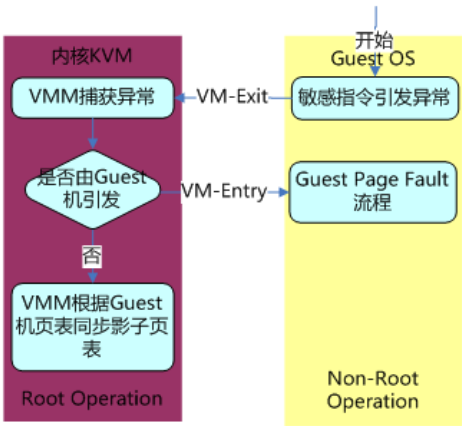 开始
内核KVM
Guest OS
VMM捕获异常
VM-Exit
敏感指令引发异常
是否由Guest
机引发
VM-Entry
Guest Page Fault
流程
否
VMM根据Guest
机页表同步影子页
表
Root Operation
Non-Root
Operation